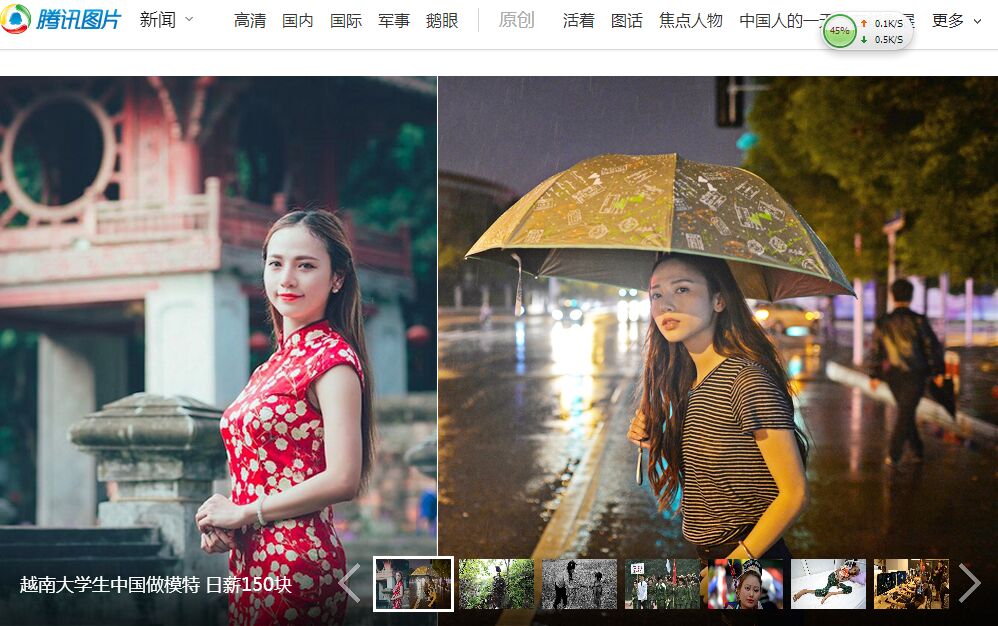 腾讯图片 新闻 高清 国内 国际 军事 鹅眼 原创 活着 图话 焦点人物 中国人的一天 更多
45% 0.1K/S
0.5K/S
越南大学生中国做模特 日薪150块